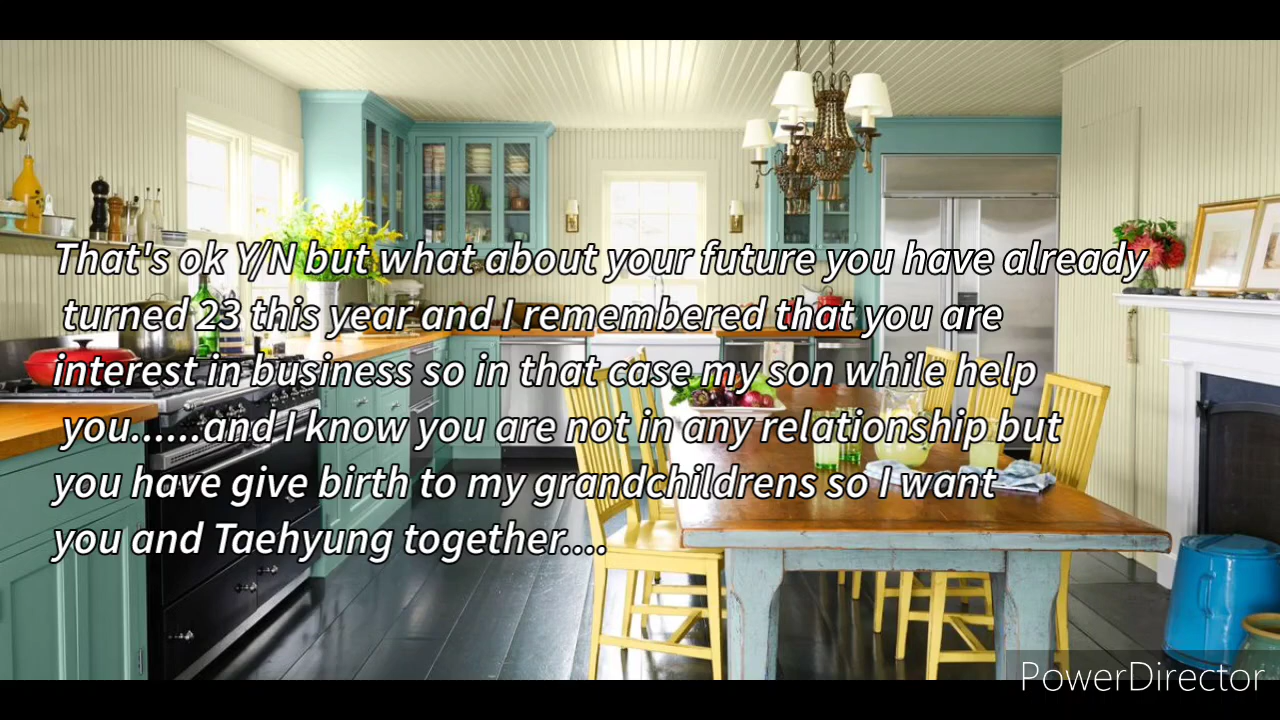 That's ok Y/N but what about your future you have already
turned 23 this year and I remembered that you are
interest in business so in that case my son while help
you......and I know you are not in any relationship but
you have give birth to my grandchildrens so I want
you and Taehyung together....
PowerDirector